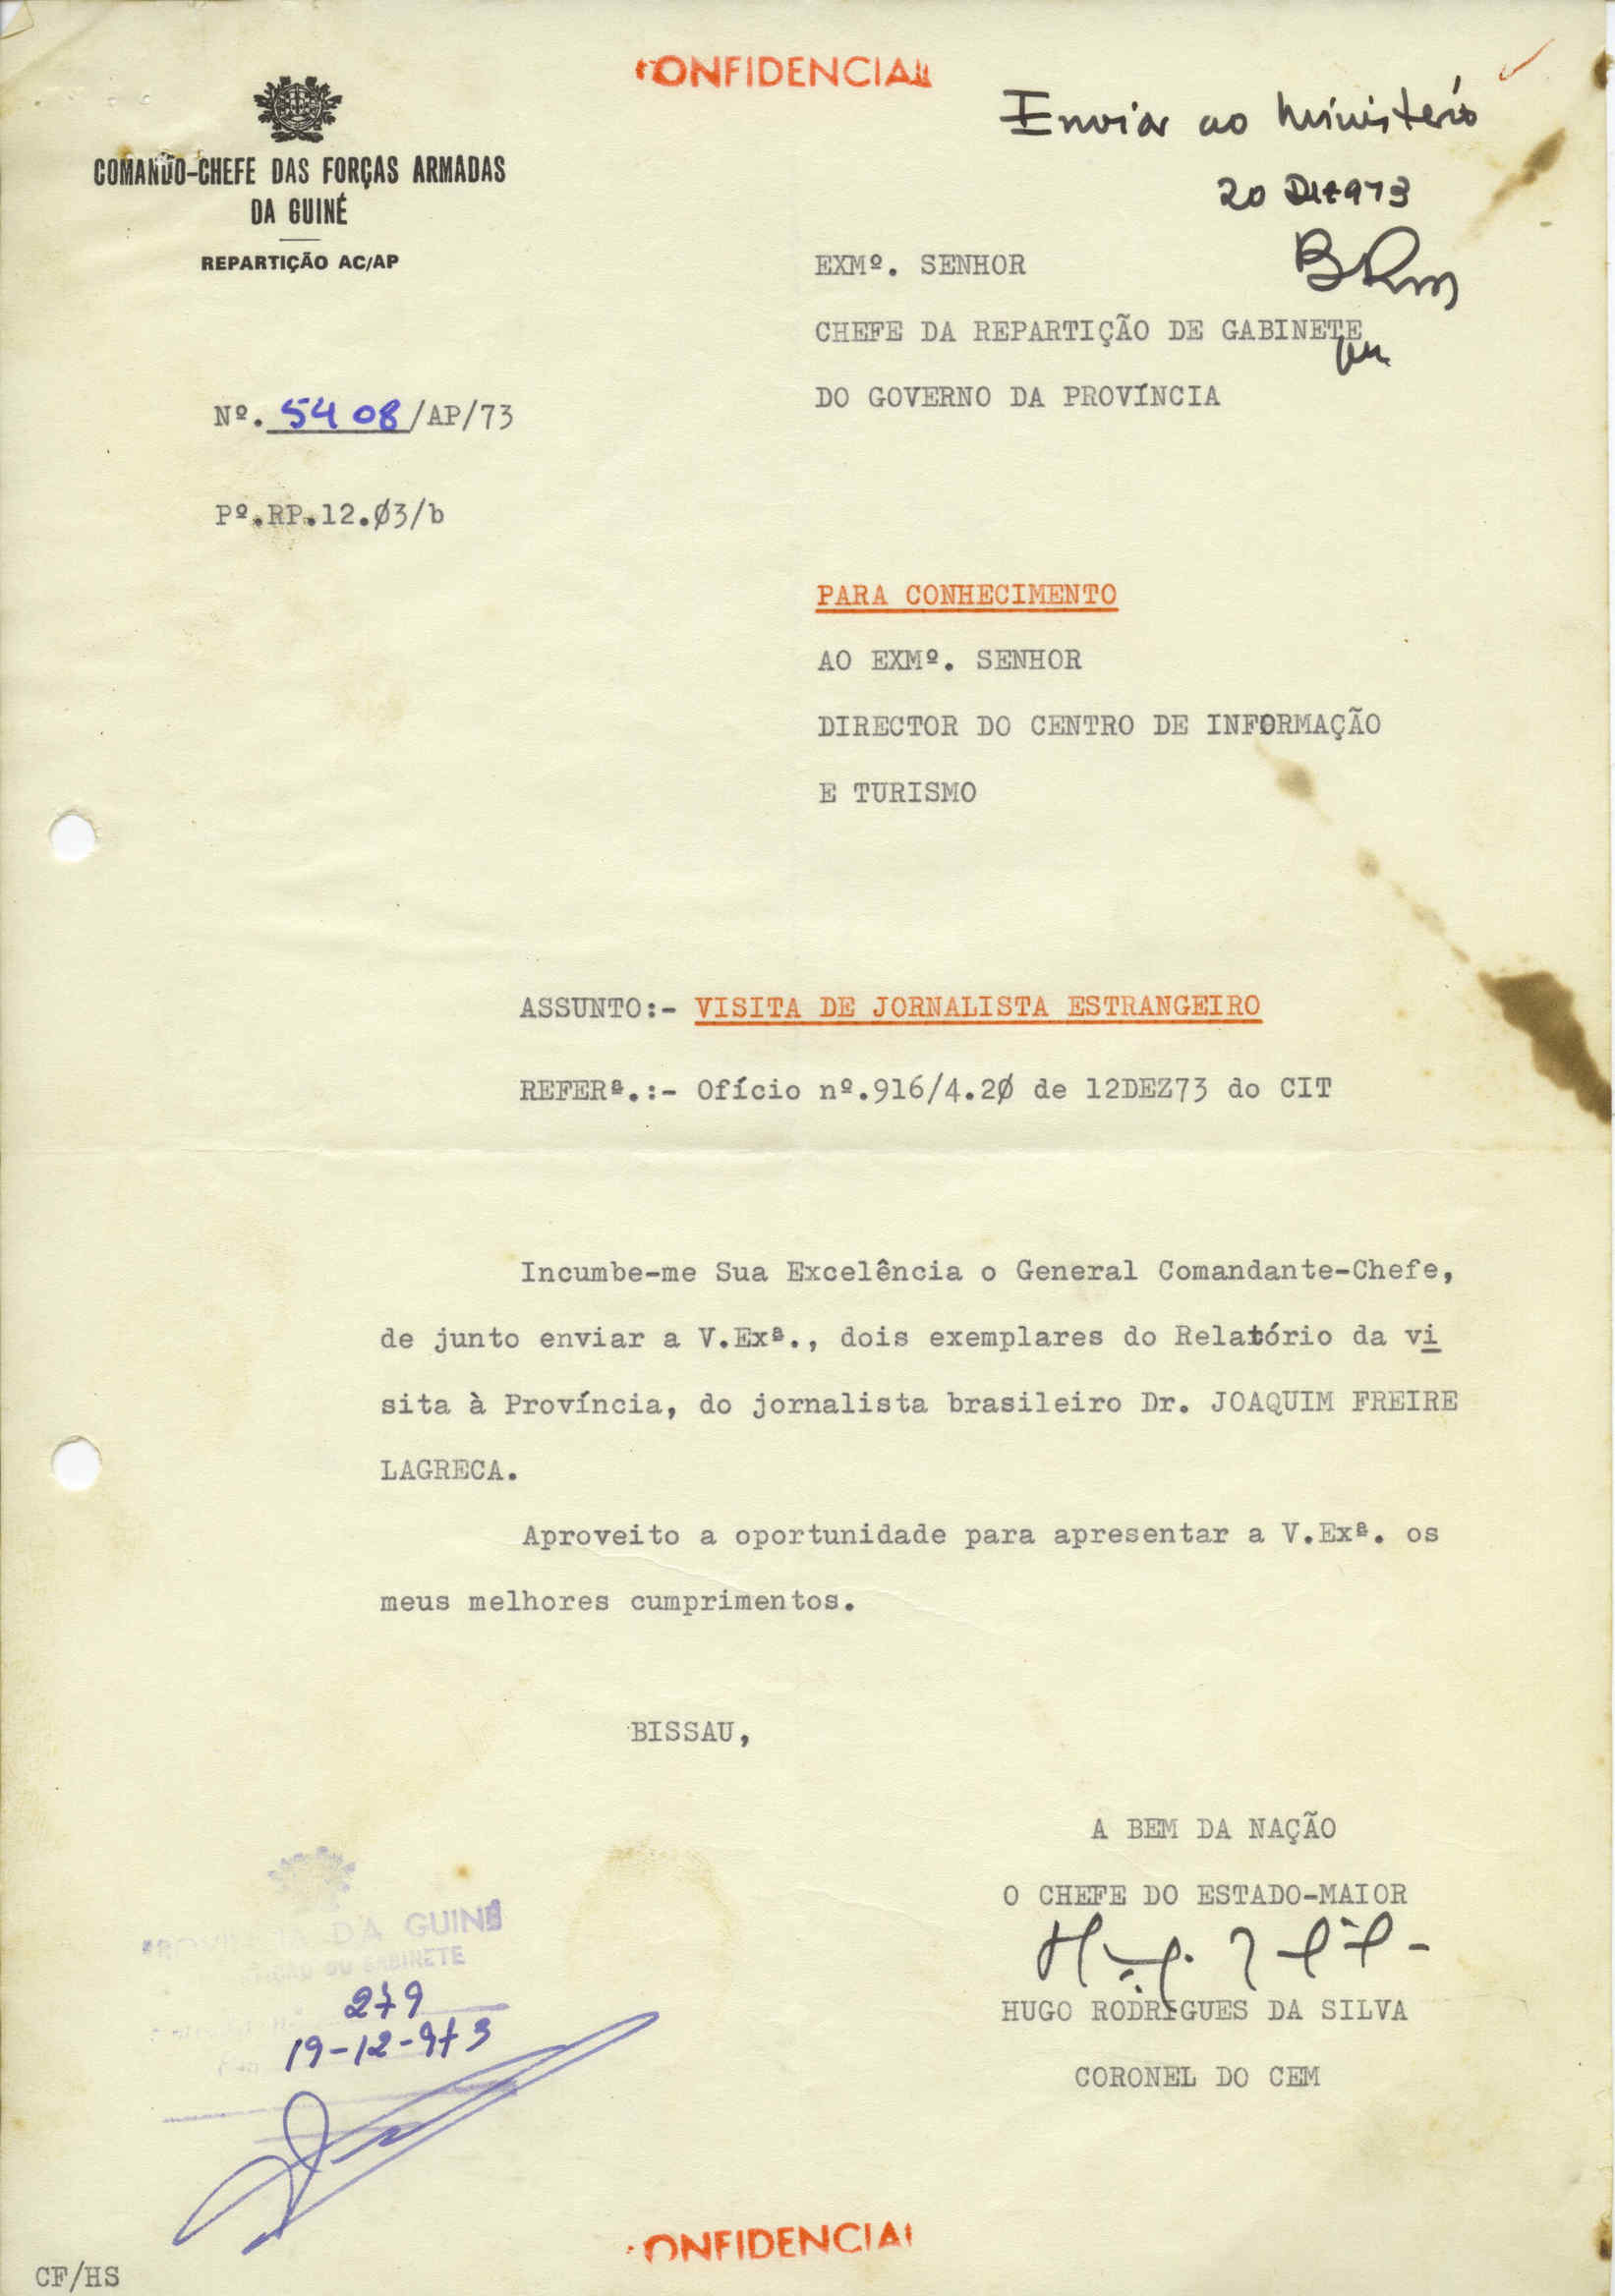 CONFIDENCIAL
COMANDO-CHEFE DAS FORÇAS ARMADAS
DA GUINÉ
REPARTIÇÃO AC/AP
Enviar ao Ministério
20 Dez 973
EXMº. SENHOR
CHEFE DA REPARTIÇÃO DE GABINETE
DO GOVERNO DA PROVÍNCIA
Nº. 5408/AP/73
Pº.RP.12.Ø3/b
PARA CONHECIMENTO
AO EXMº. SENHOR
DIRECTOR DO CENTRO DE INFORMAÇÃO
E TURISMO
ASSUNTO:- VISITA DE JORNALISTA ESTRANGEIRO
REFERª.:- Ofício nº.916/4.2Ø de 12DEZ73 do CIT
Incumbe-me Sua Excelência o General Comandante-Chefe,
de junto enviar a V.Exª., dois exemplares do Relatório da vi
sita à Província, do jornalista brasileiro Dr. JOAQUIM FREIRE
LAGRECA.
Aproveito a oportunidade para apresentar a V.Exª. os
meus melhores cumprimentos.
BISSAU,
A BEM DA NAÇÃO
O CHEFE DO ESTADO-MAIOR
HUGO RODRIGUES DA SILVA
CORONEL DO CEM
PROVINCIA DA GUINÉ
GABINETE
279
19-12-973
CONFIDENCIAL
CF/HS